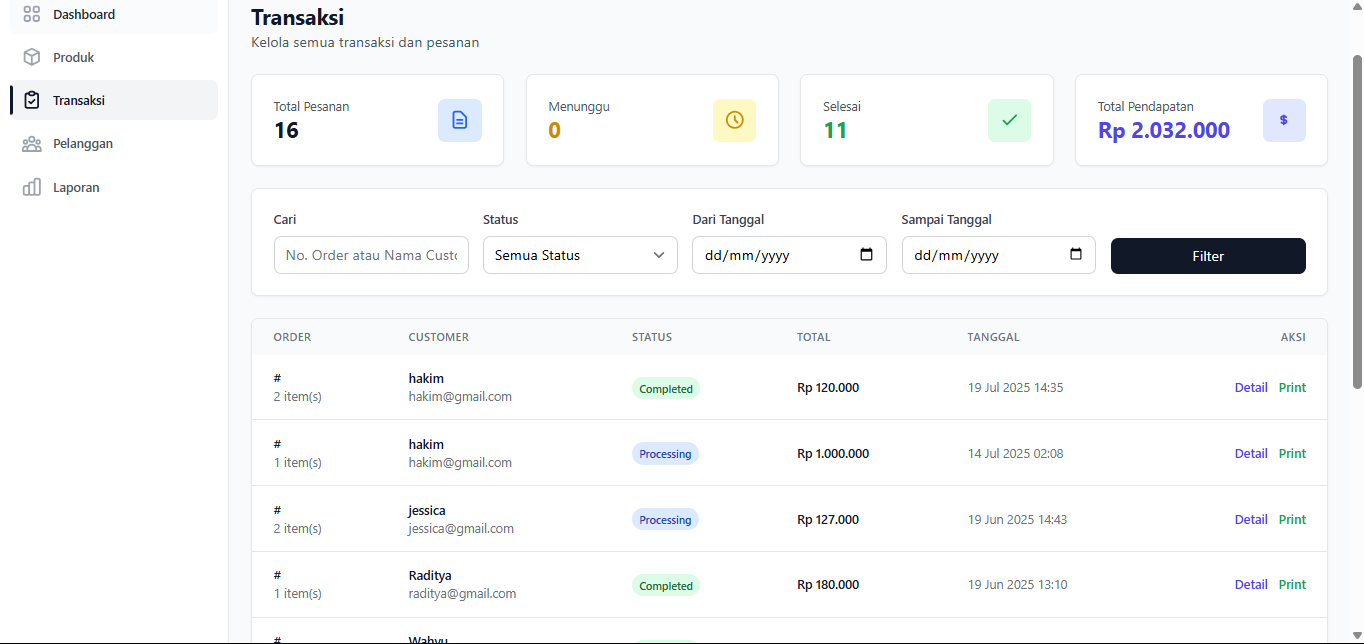 Dashboard
Produk
Transaksi
Pelanggan
Laporan
Transaksi
Kelola semua transaksi dan pesanan
Total Pesanan
16
Menunggu
0
Selesai
11
Total Pendapatan
Rp 2.032.000
$
Cari
Status
Dari Tanggal
Sampai Tanggal
No. Order atau Nama Custo
Semua Status
dd/mm/yyyy
dd/mm/yyyy
Filter
ORDER CUSTOMER STATUS TOTAL TANGGAL AKSI
#
2 item(s)
hakim
hakim@gmail.com
Completed
Rp 120.000
19 Jul 2025 14:35
Detail Print
#
1 item(s)
hakim
hakim@gmail.com
Processing
Rp 1.000.000
14 Jul 2025 02:08
Detail Print
#
2 item(s)
jessica
jessica@gmail.com
Processing
Rp 127.000
19 Jun 2025 14:43
Detail Print
#
1 item(s)
Raditya
raditya@gmail.com
Completed
Rp 180.000
19 Jun 2025 13:10
Detail Print
#
Wahyu